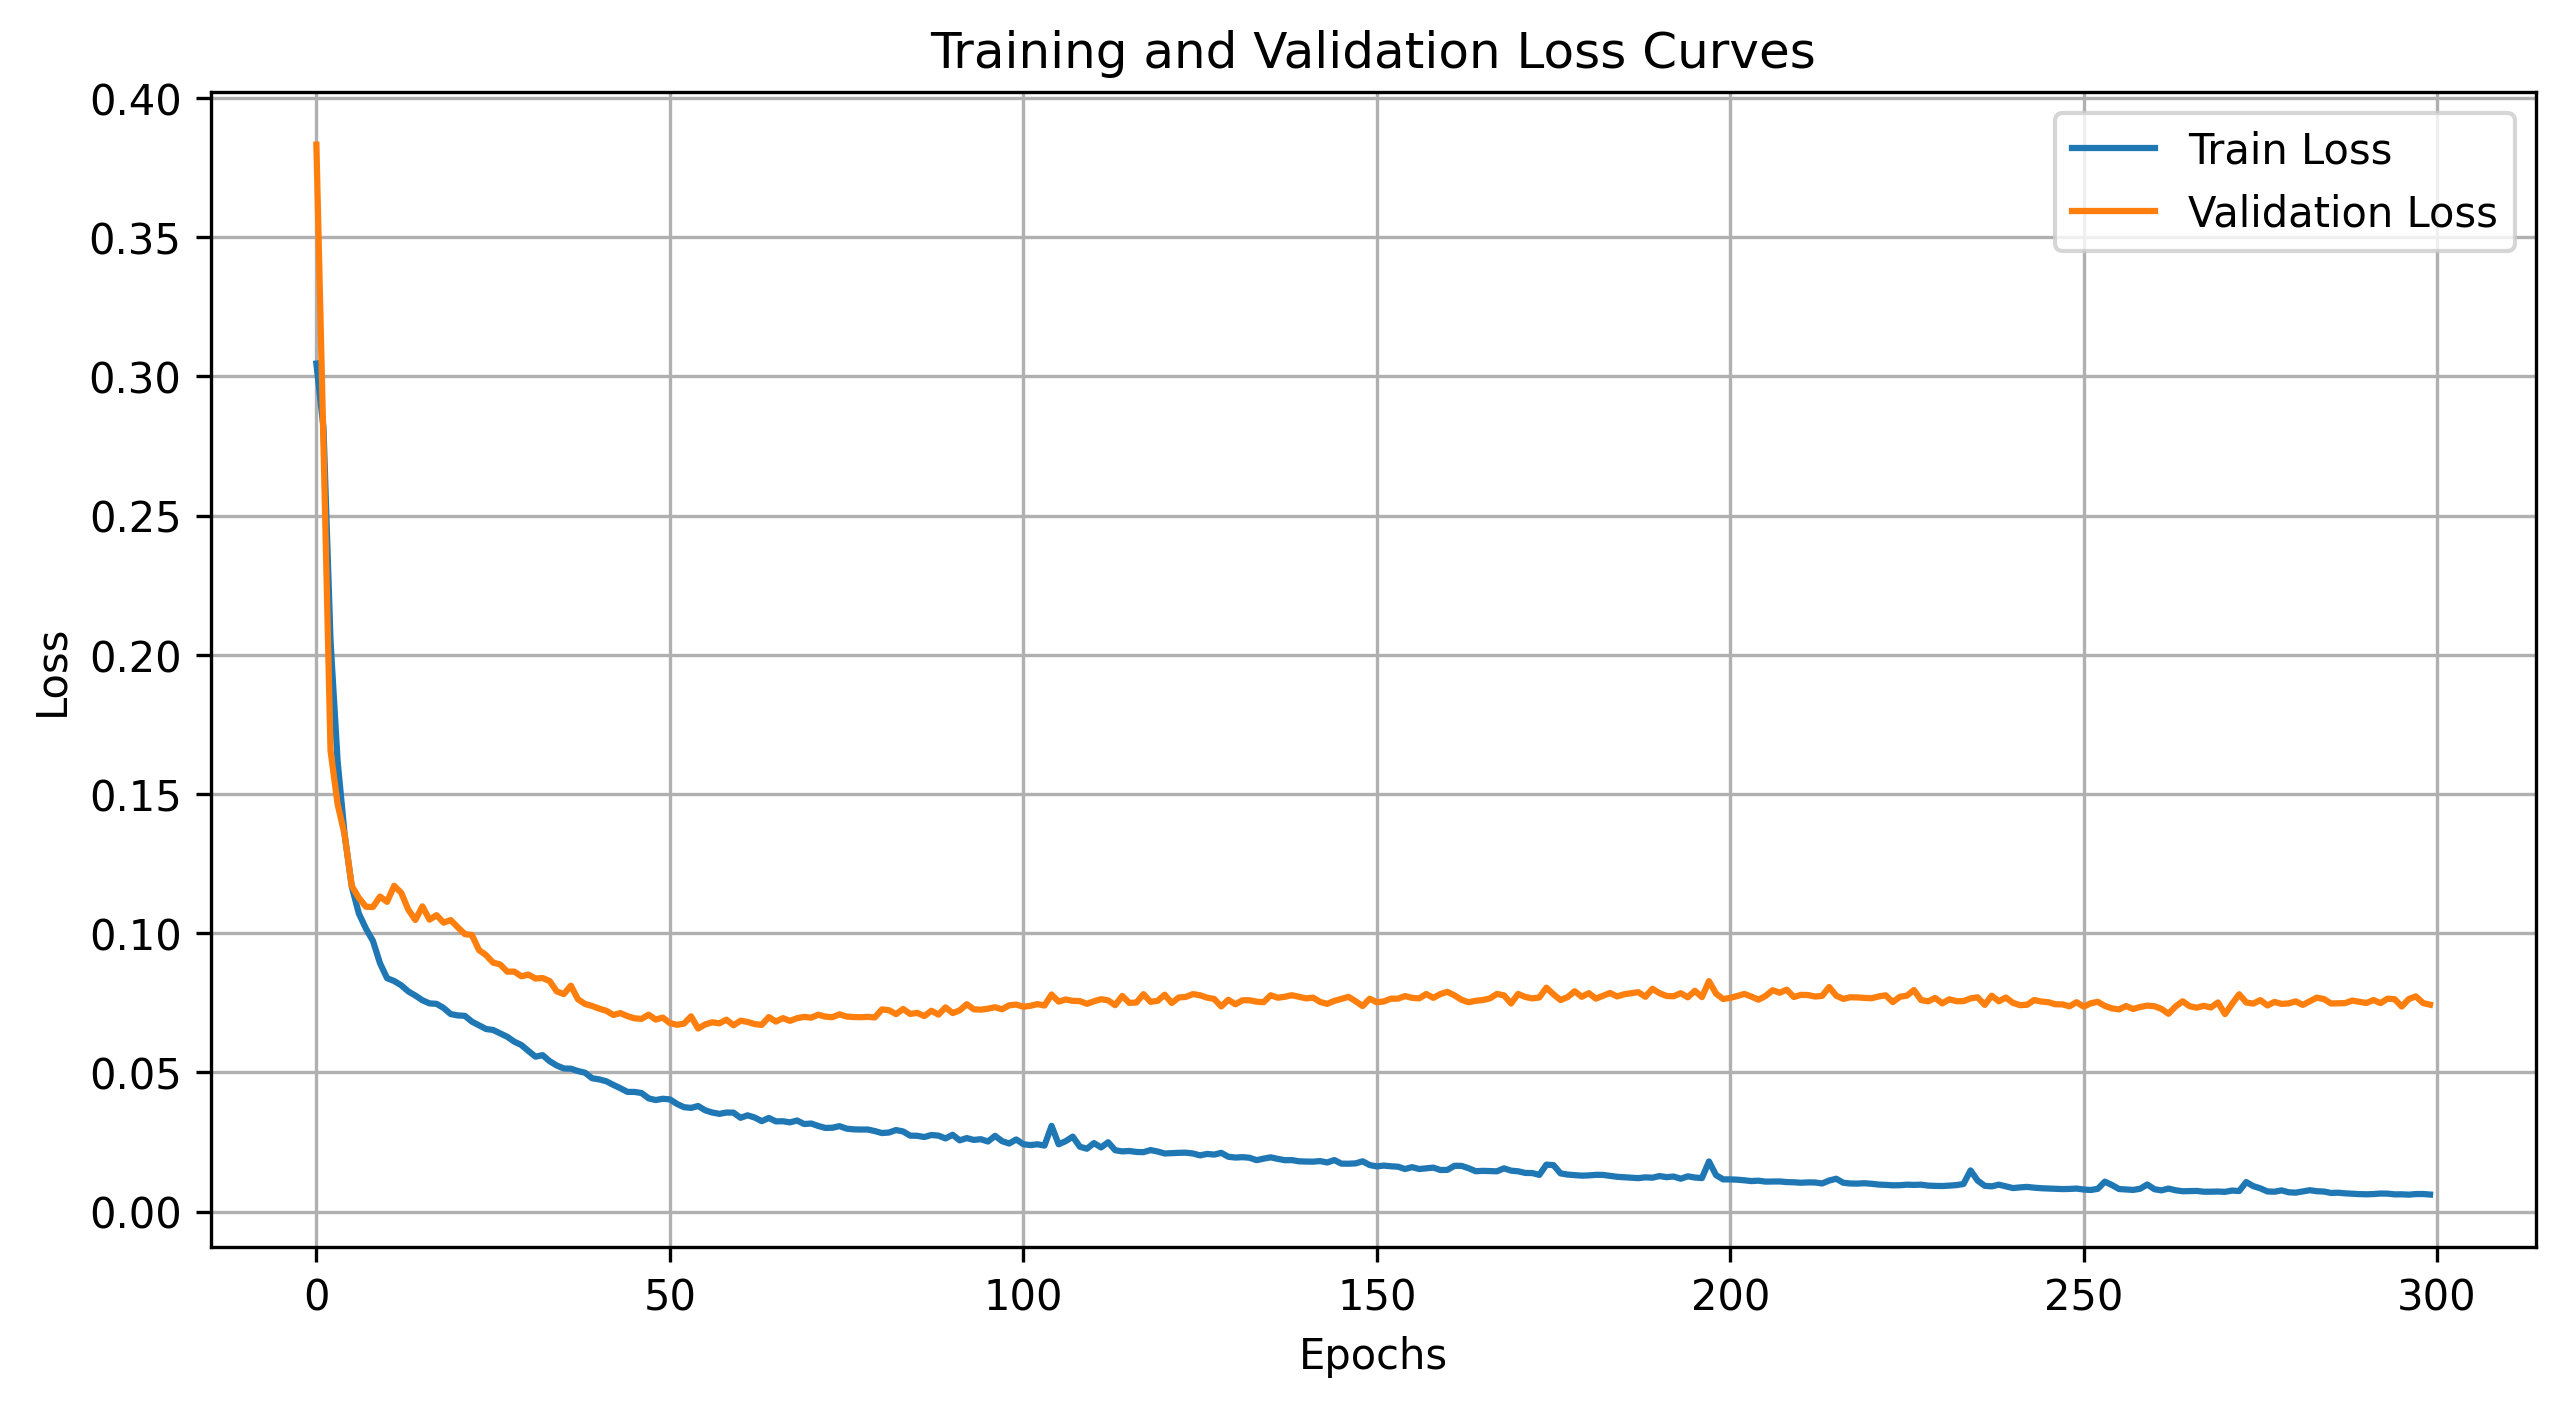 Training and Validation Loss Curves
0.40
0.35
0.30
0.25
0.20
0.15
0.10
0.05
0.00
Loss
Train Loss
Validation Loss
0 50 100 150 200 250 300
Epochs